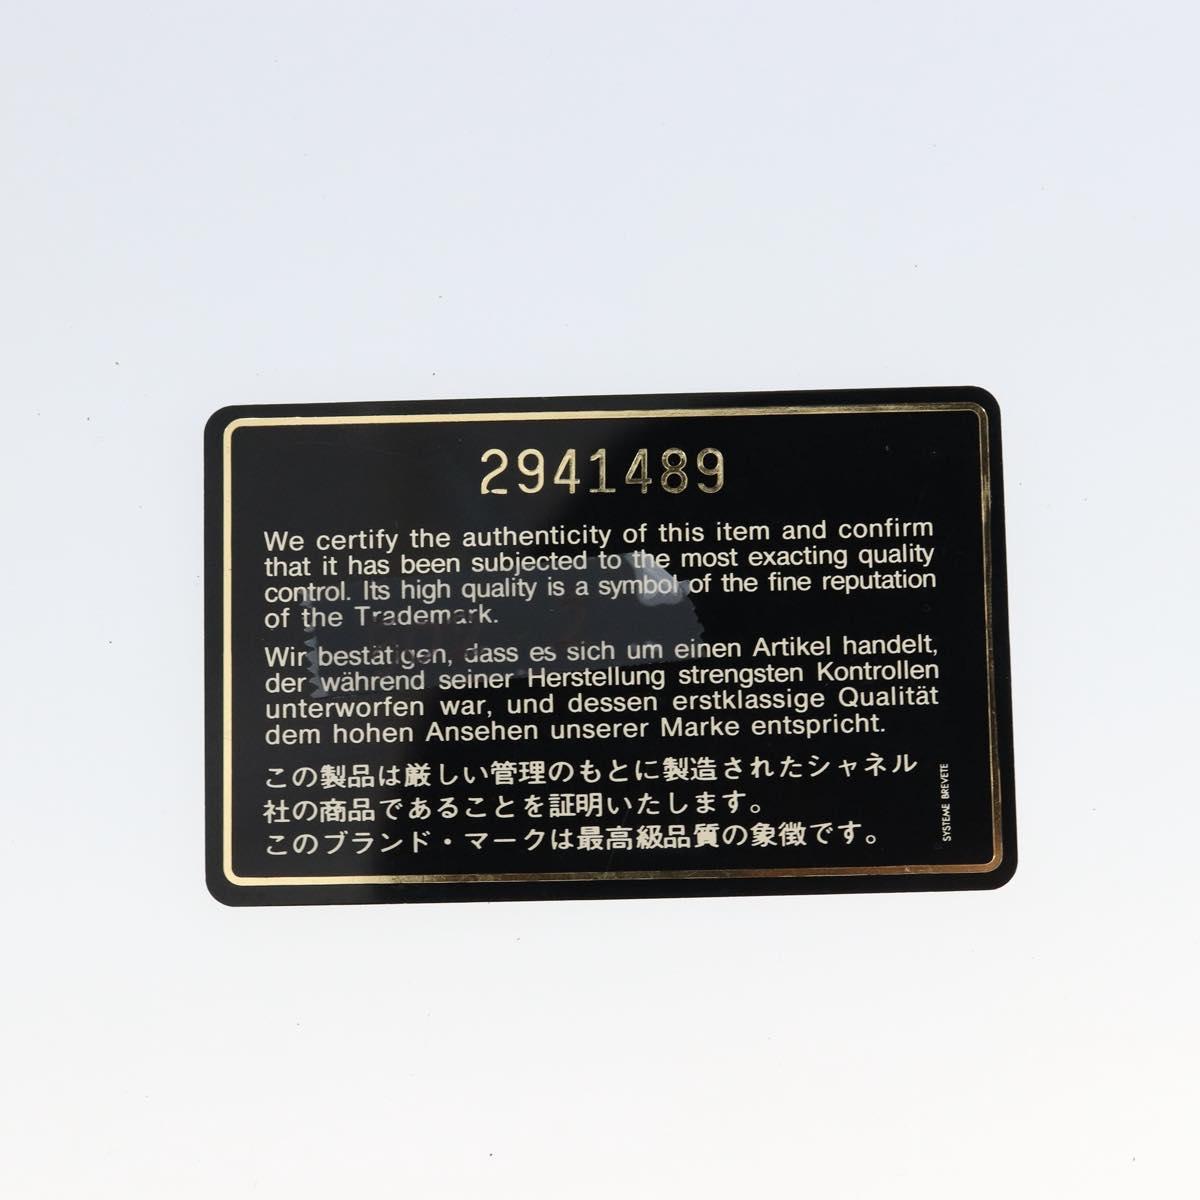 2941489
We certify the authenticity of this item and confirm
that it has been subjected to the most exacting quality
control. Its high quality is a symbol of the fine reputation
of the Trademark.
Wir bestätigen, dass es sich um einen Artikel handelt,
der während seiner Herstellung strengsten Kontrollen
unterworfen war, und dessen erstklassige Qualität
dem hohen Ansehen unserer Marke entspricht.
この製品は厳しい管理のもとに製造されたシャネル
社の商品であることを証明いたします。
このブランド・マークは最高級品質の象徴です。
SYSTEME BREVETE